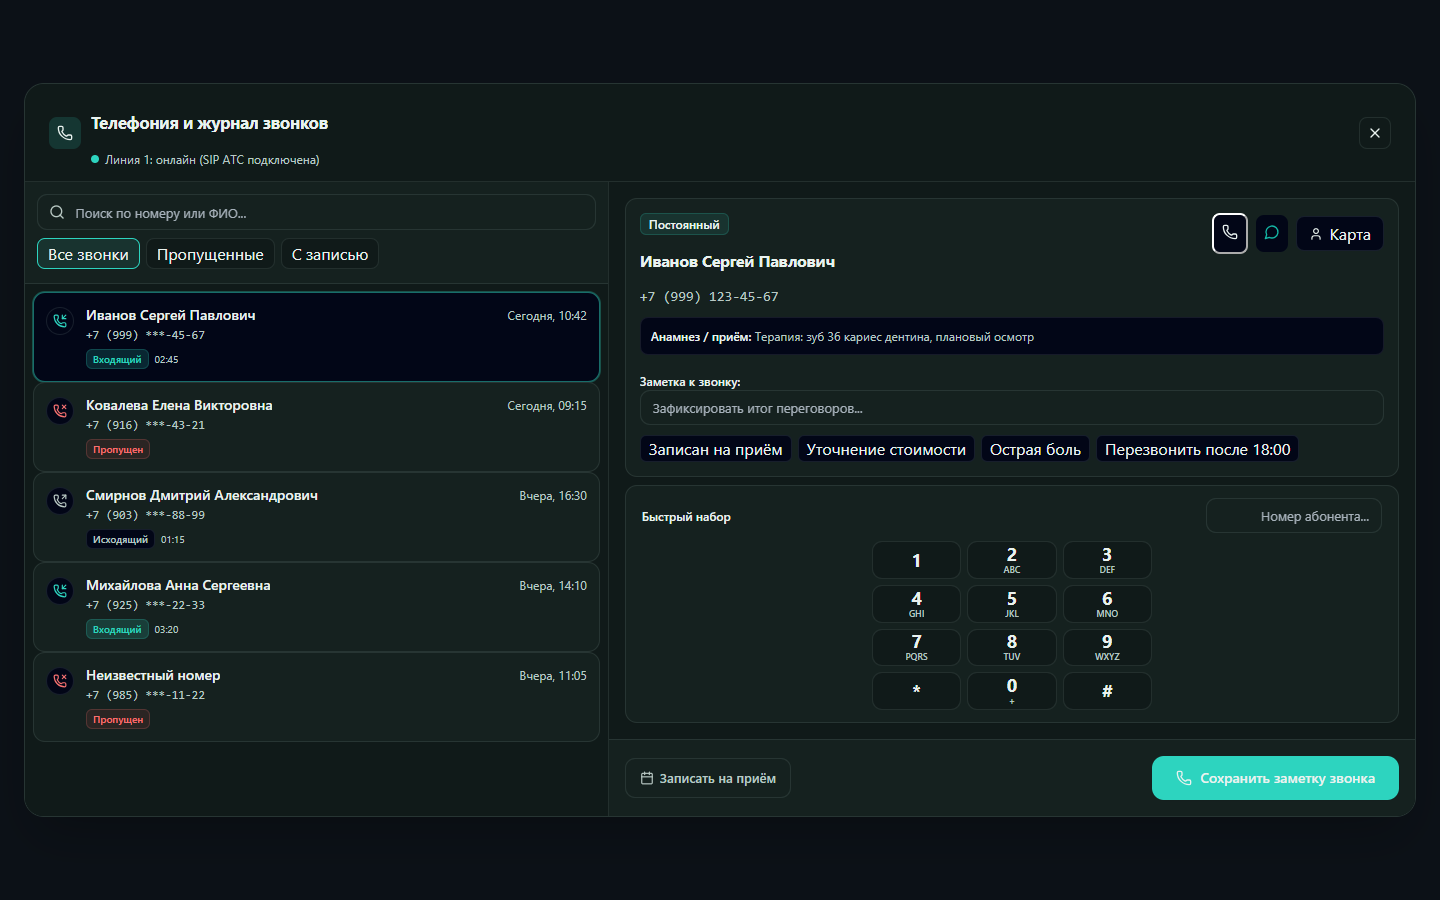 Телефония и журнал звонков
Линия 1: онлайн (SIP АТС подключена)
Поиск по номеру или ФИО...
Все звонки
Пропущенные
С записью
Иванов Сергей Павлович
Сегодня, 10:42
+7 (999) ***-45-67
Входящий 02:45
Ковалева Елена Викторовна
Сегодня, 09:15
+7 (916) ***-43-21
Пропущен
Смирнов Дмитрий Александрович
Вчера, 16:30
+7 (903) ***-88-99
Исходящий 01:15
Михайлова Анна Сергеевна
Вчера, 14:10
+7 (925) ***-22-33
Входящий 03:20
Неизвестный номер
Вчера, 11:05
+7 (985) ***-11-22
Пропущен
Постоянный
Карта
Иванов Сергей Павлович
+7 (999) 123-45-67
Анамнез / приём: Терапия: зуб 36 кариес дентина, плановый осмотр
Заметка к звонку:
Зафиксировать итог переговоров...
Записан на приём
Уточнение стоимости
Острая боль
Перезвонить после 18:00
Быстрый набор
Номер абонента...
1
2
ABC
3
DEF
4
GHI
5
JKL
6
MNO
7
PQRS
8
TUV
9
WXYZ
*
0
+
#
Записать на приём
Сохранить заметку звонка